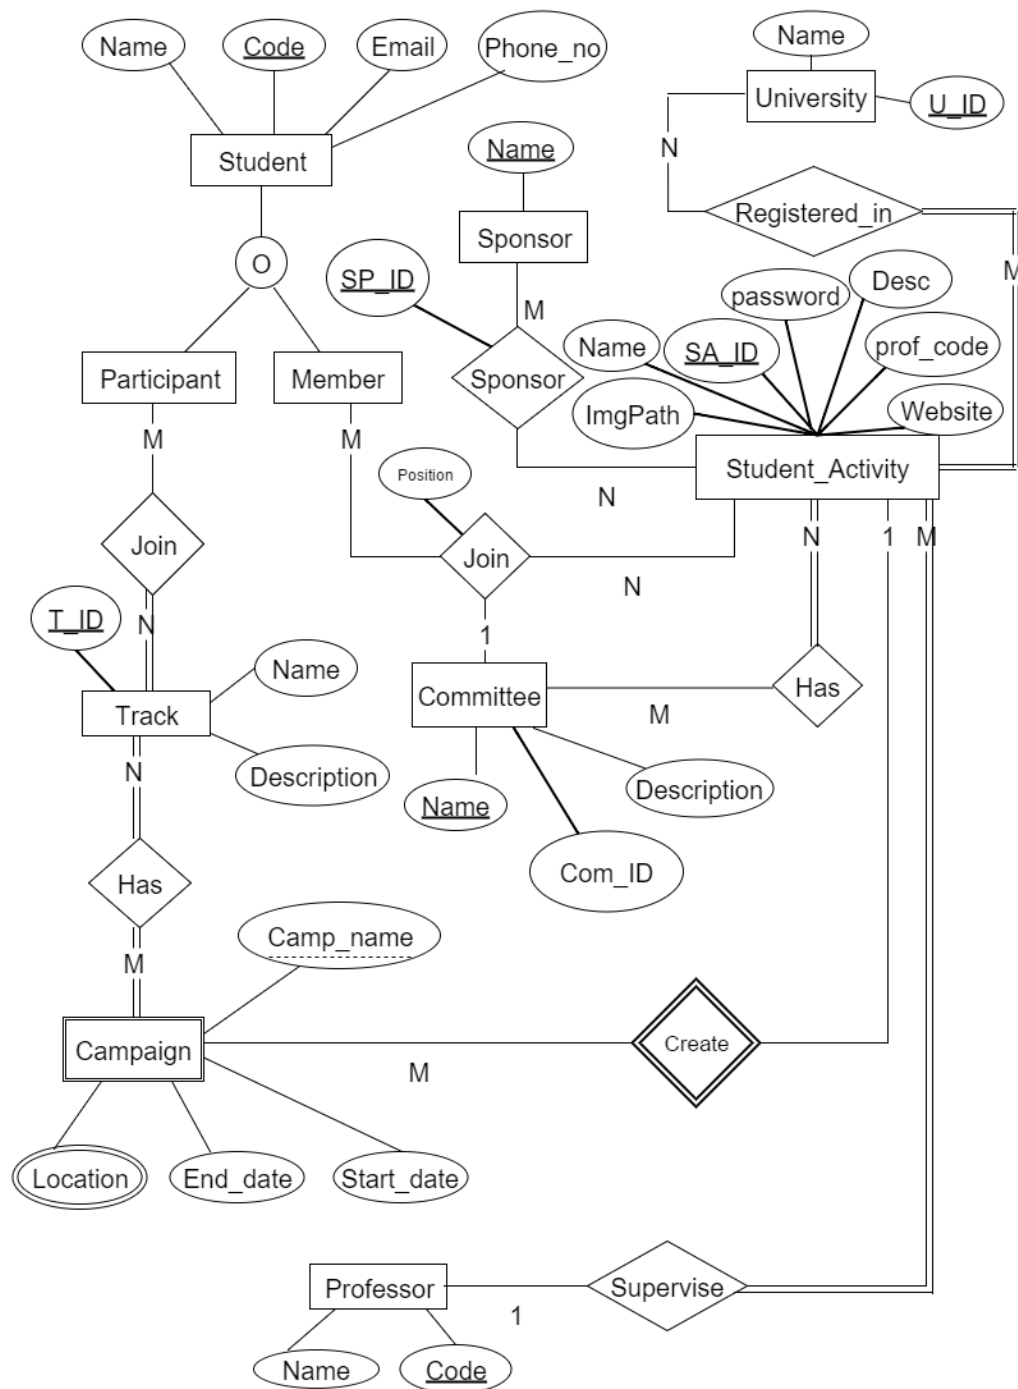 Name
Code
Email
Phone_no
Name
University
U_ID
Student
N
Name
Registered_in
Sponsor
O
SP_ID
M
M
password
Desc
Name
SA_ID
prof_code
Participant
Member
Sponsor
ImgPath
Website
M
M
Position
Student_Activity
N
Join
Join
N
1
M
N
T_ID
N
1
Name
Has
Committee
M
Track
N
Description
Name
Description
Com_ID
Has
Camp_name
M
Campaign
Create
M
Location
End_date
Start_date
Professor
Supervise
1
Name
Code